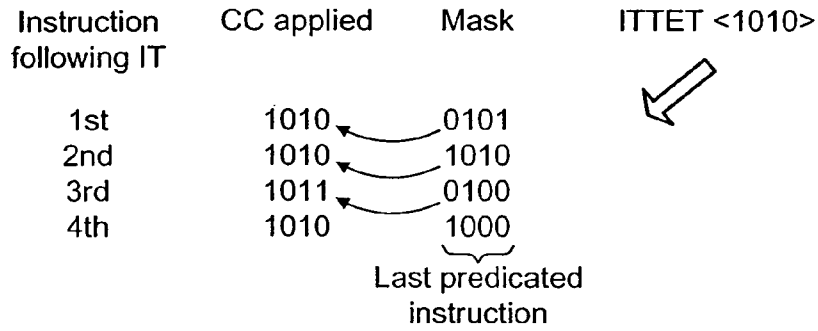 Instruction following IT CC applied Mask ITTET <1010>
1st 1010 0101
2nd 1010 1010
3rd 1011 0100
4th 1010 1000
Last predicated
instruction